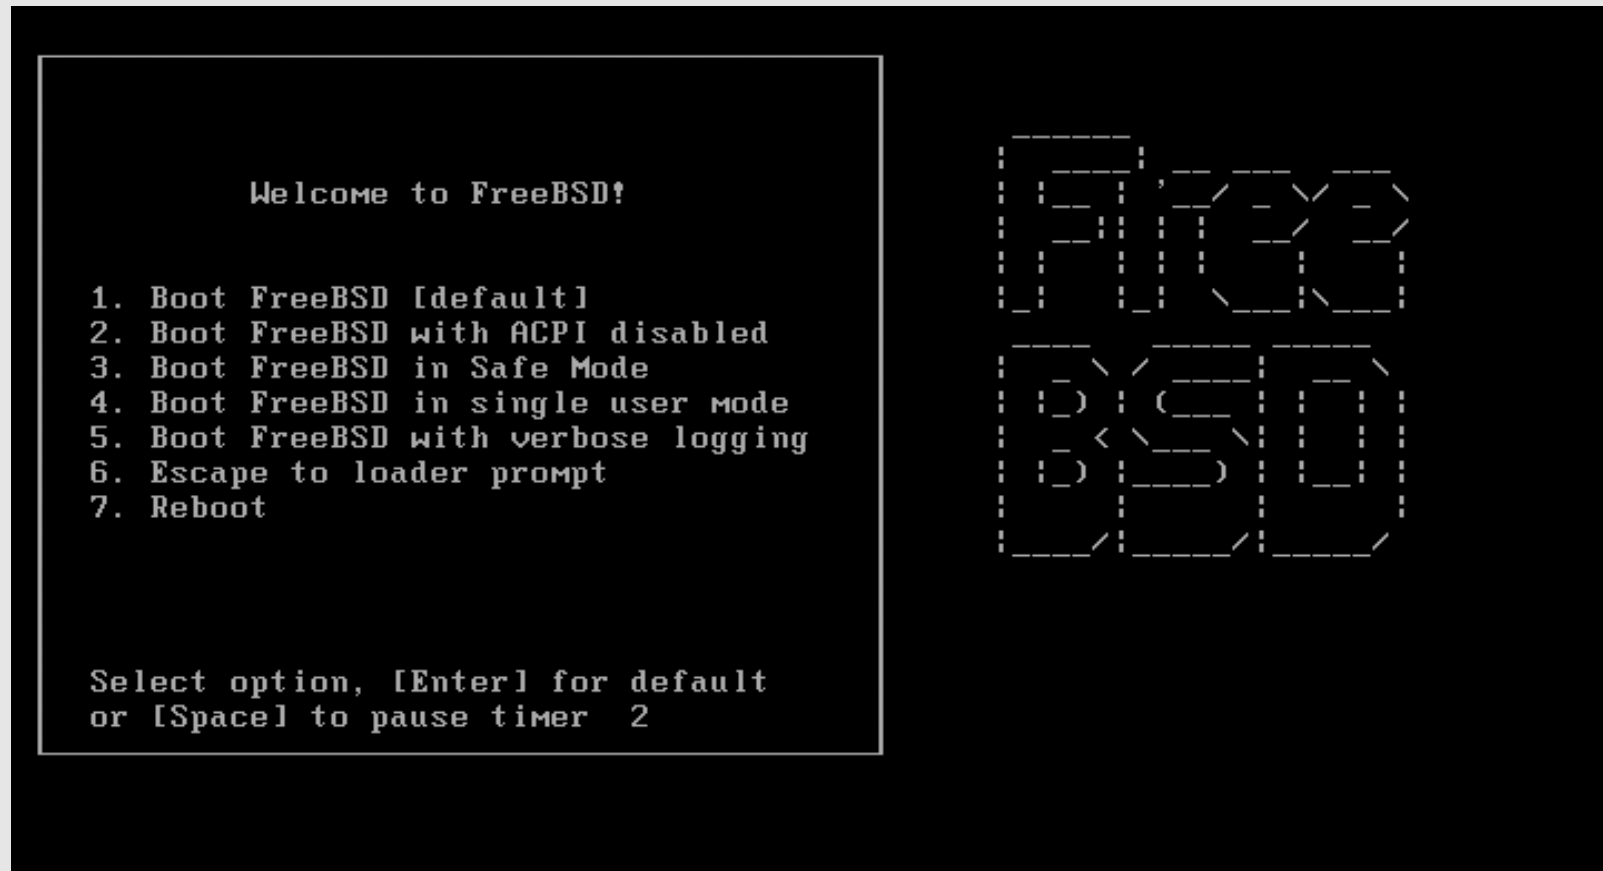 Welcome to FreeBSD!
1. Boot FreeBSD [default]
2. Boot FreeBSD with ACPI disabled
3. Boot FreeBSD in Safe Mode
4. Boot FreeBSD in single user mode
5. Boot FreeBSD with verbose logging
6. Escape to loader prompt
7. Reboot
Select option, [Enter] for default
or [Space] to pause timer  2
Free
BSD